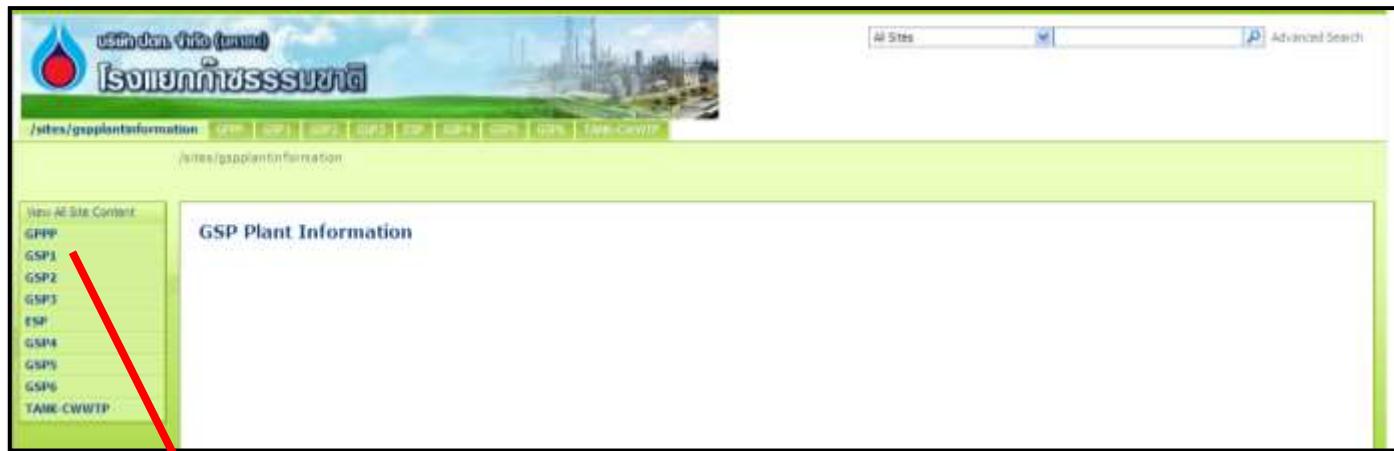 บริษัท ปตท. จำกัด (มหาชน)
โรงแยกก๊าซธรรมชาติ
All Sites
Advanced Search
/sites/gspplantinformation GPPP GSP1 GSP2 GSP3 ESP GSP4 GSP5 GSP6 TANK-CWWTP
/sites/gspplantinformation
View All Site Content
GPPP
GSP1
GSP2
GSP3
ESP
GSP4
GSP5
GSP6
TANK-CWWTP
GSP Plant Information